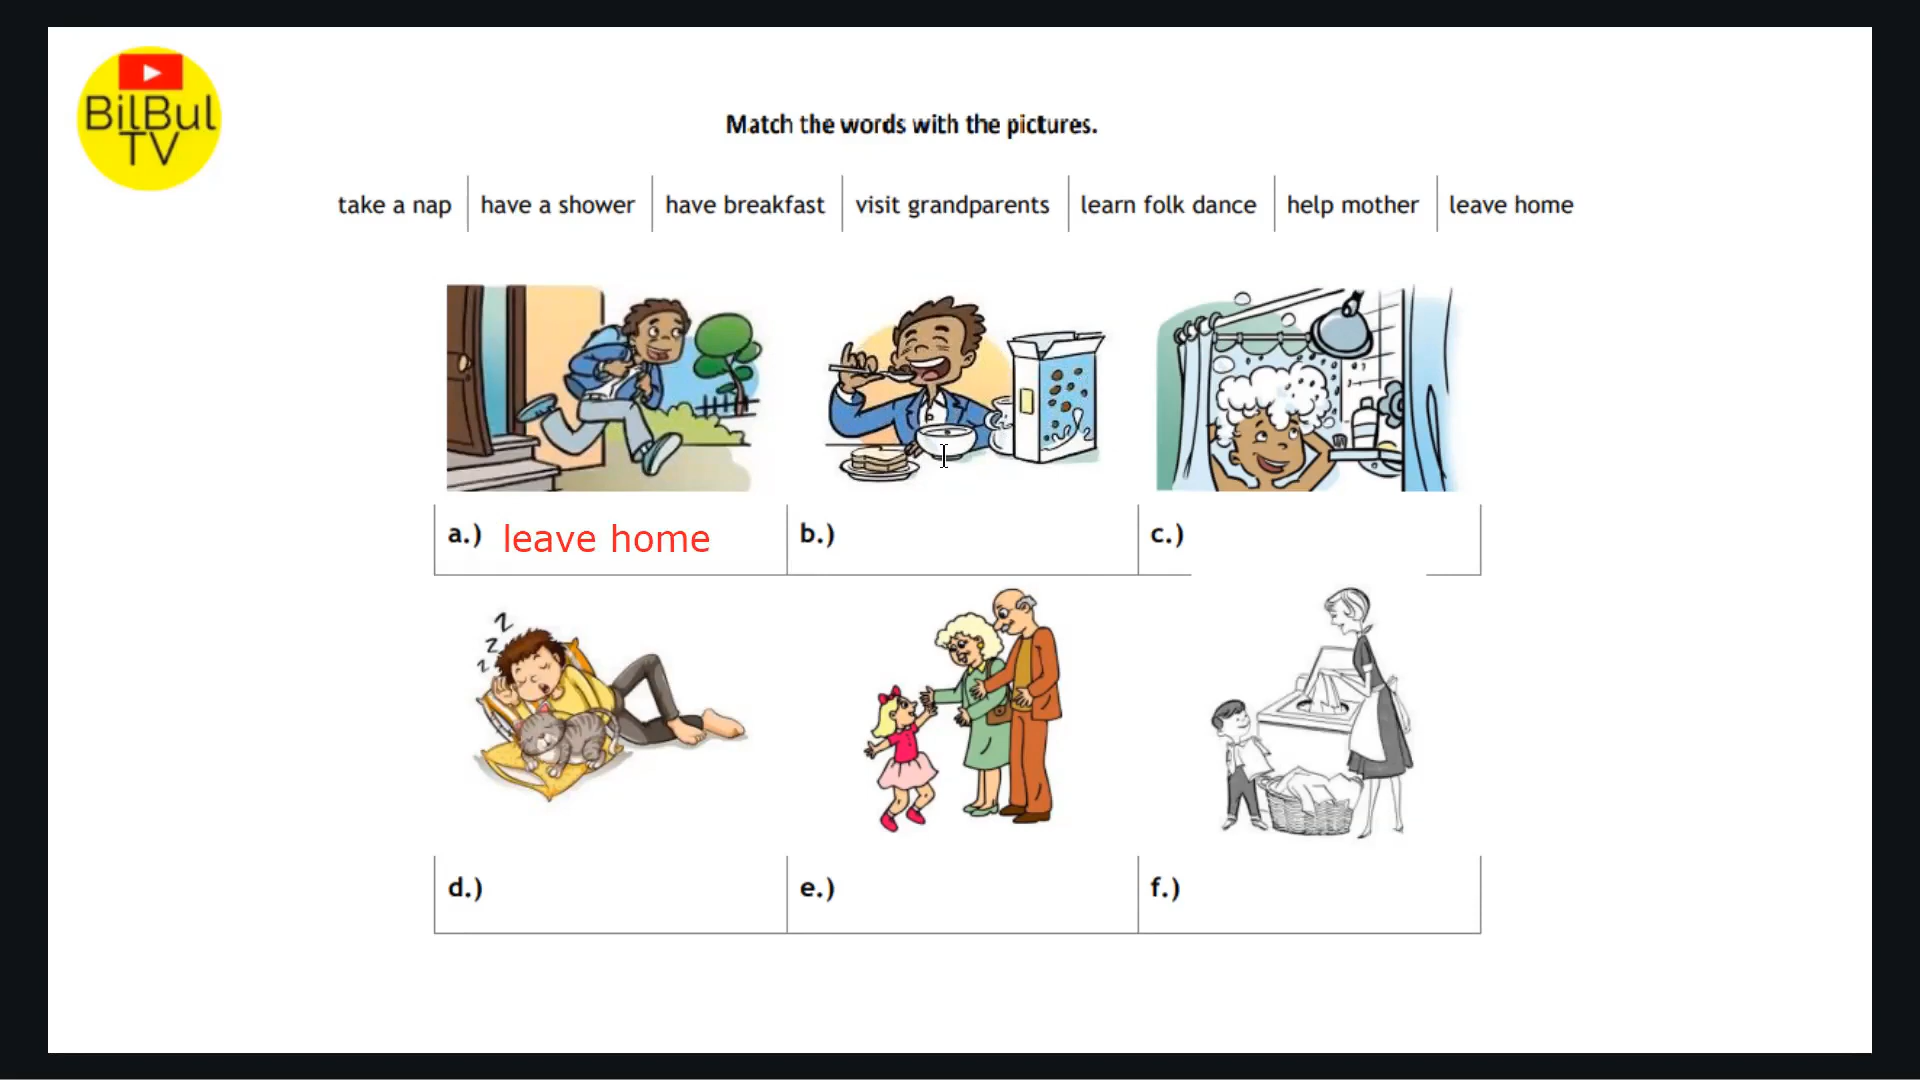 BilBul
TV
Match the words with the pictures.
take a nap have a shower have breakfast visit grandparents learn folk dance help mother leave home
a.) leave home b.) c.)
z z z
d.) e.) f.)